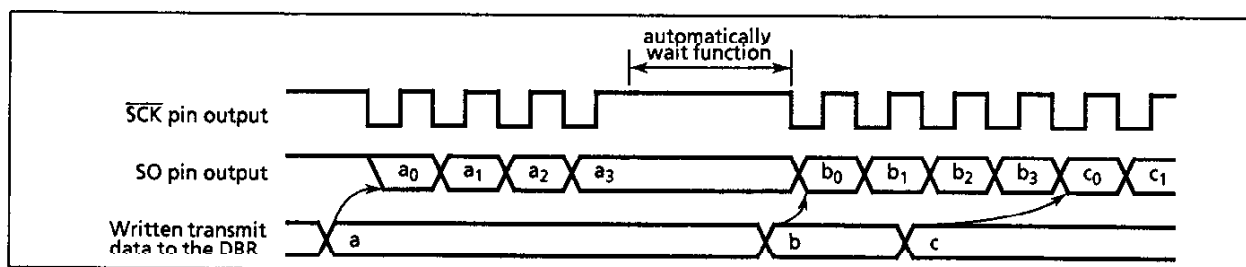 automatically
wait function
SCK pin output
SO pin output
a0 a1 a2 a3 b0 b1 b2 b3 c0 c1
Written transmit
data to the DBR
a b c